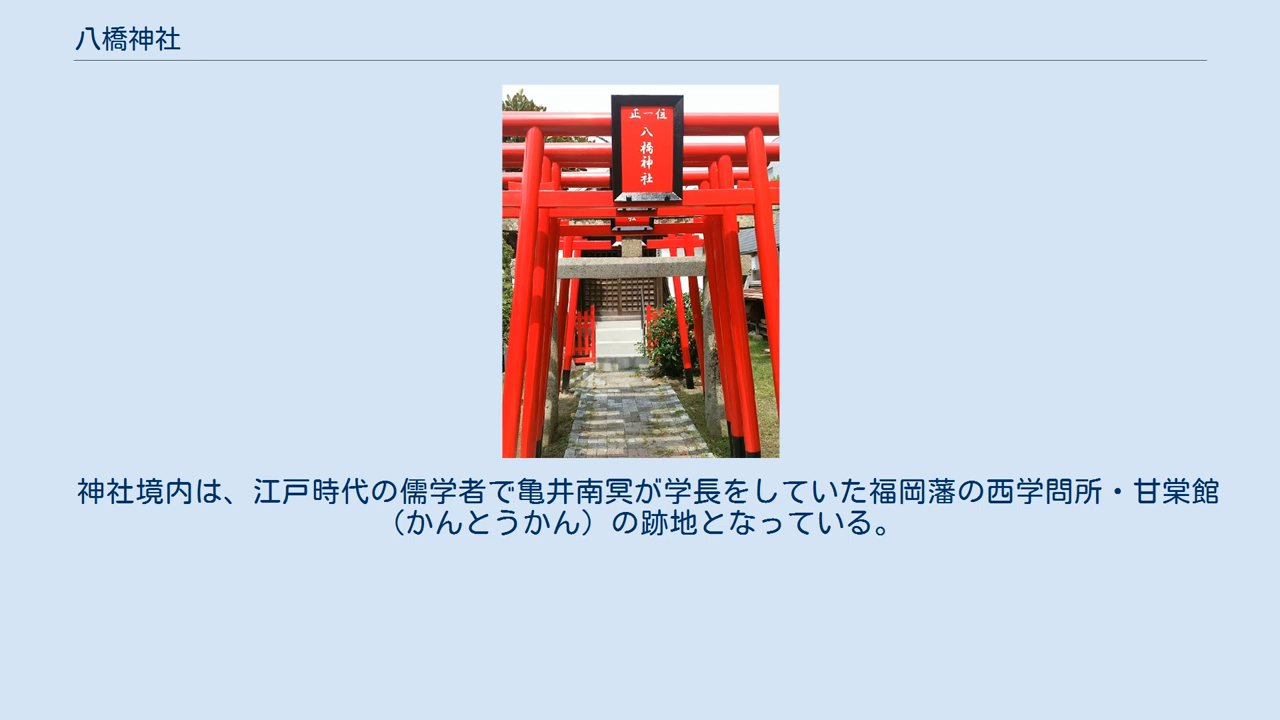 八橋神社
正一位
八橋神社
社
神社境内は、江戸時代の儒学者で亀井南冥が学長をしていた福岡藩の西学問所・甘棠館
（かんとうかん）の跡地となっている。